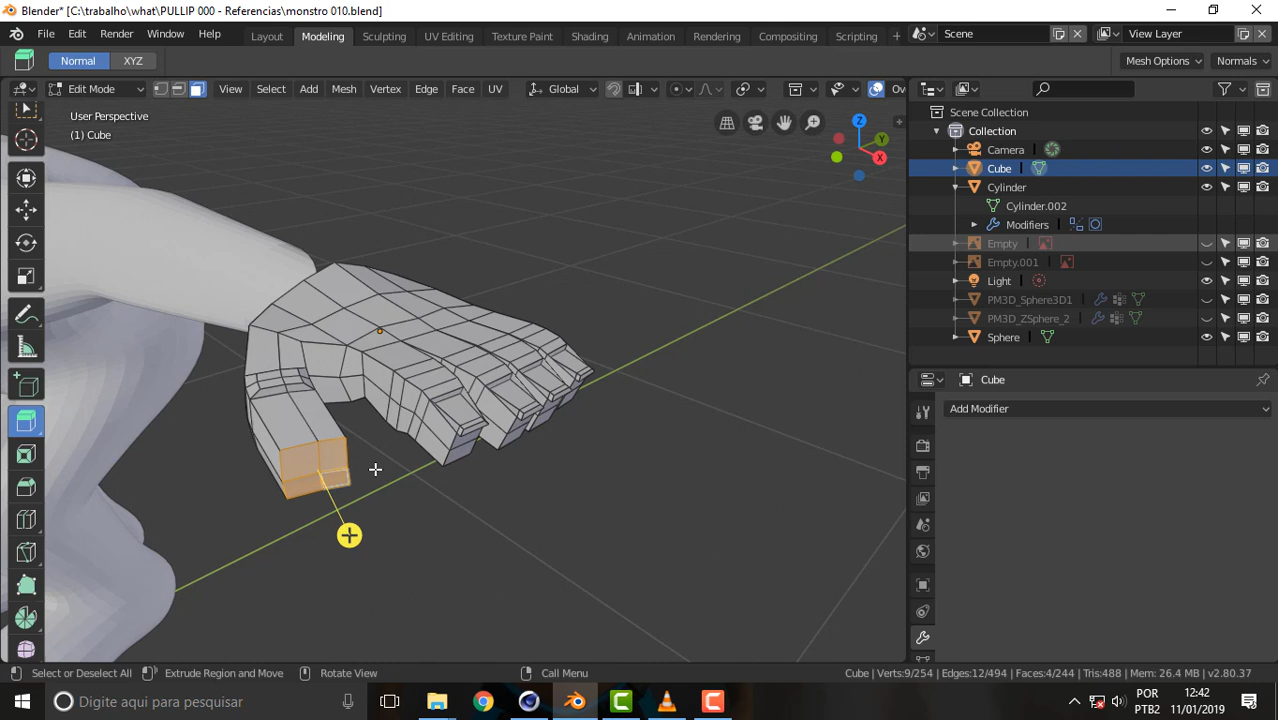 Blender* [C:\trabalho\what\PULLIP 000 - Referencias\monstro 010.blend]
File Edit Render Window Help Layout Modeling Sculpting UV Editing Texture Paint Shading Animation Rendering Compositing Scripting + Scene View Layer
Normal XYZ Mesh Options Normals
Edit Mode View Select Add Mesh Vertex Edge Face UV Global Ov
User Perspective
(1) Cube
Z
Y
X
Scene Collection
Collection
Camera
Cube
Cylinder
Cylinder.002
Modifiers
Empty
Empty.001
Light
PM3D_Sphere3D1
PM3D_ZSphere_2
Sphere
Cube
Add Modifier
Select or Deselect All Extrude Region and Move Rotate View Call Menu Cube | Verts:9/254 | Edges:12/494 | Faces:4/244 | Tris:488 | Mem: 26.4 MB | v2.80.37
Digite aqui para pesquisar
POR
PTB2
12:42
11/01/2019